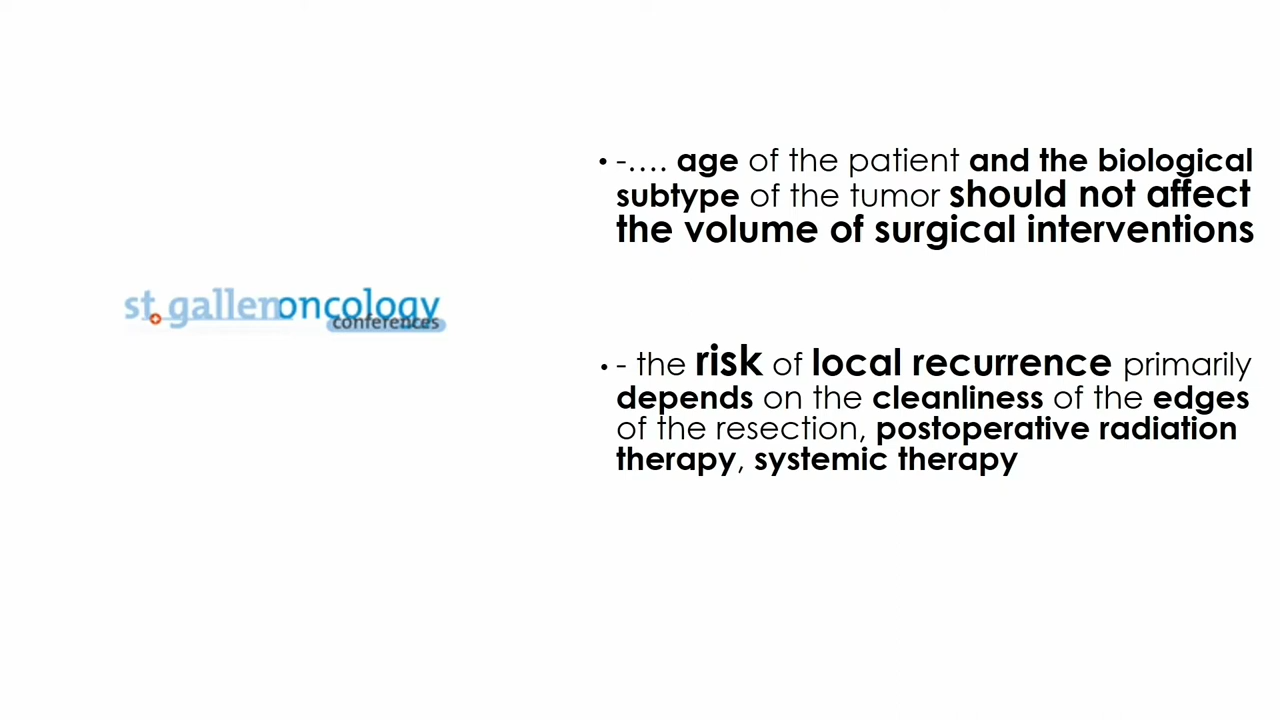 st.gallenoncology
conferences
• -…. age of the patient and the biological
subtype of the tumor should not affect
the volume of surgical interventions
• - the risk of local recurrence primarily
depends on the cleanliness of the edges
of the resection, postoperative radiation
therapy, systemic therapy